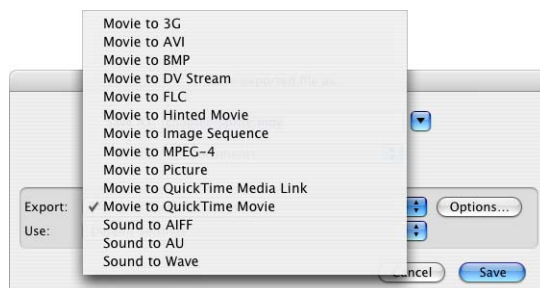 Movie to 3G
Movie to AVI
Movie to BMP
Movie to DV Stream
Movie to FLC
Movie to Hinted Movie
Movie to Image Sequence
Movie to MPEG-4
Movie to Picture
Movie to QuickTime Media Link
Export: ✓ Movie to QuickTime Movie Options...
Use: Sound to AIFF
Sound to AU
Sound to Wave
Cancel Save